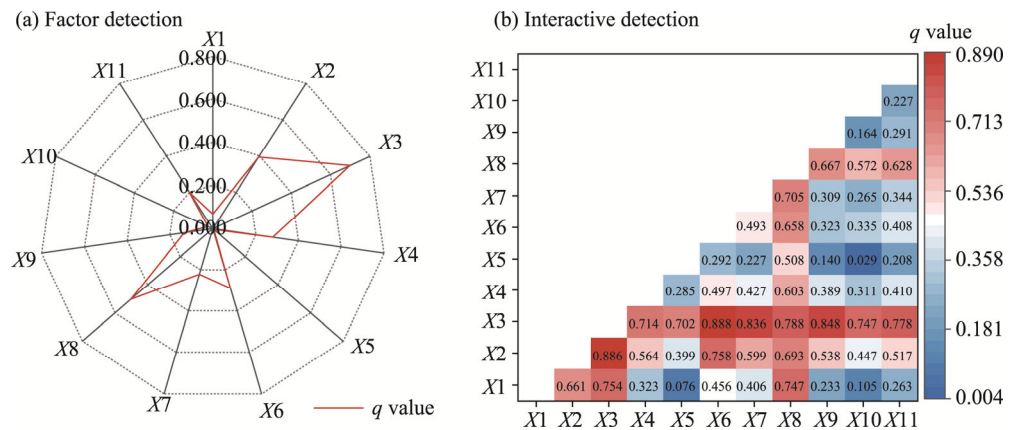 (a) Factor detection
X1
0.800
X11
X2
0.600
X10
0.400
X3
0.200
0.000
X9
X4
X8
X5
X7
X6
q value
(b) Interactive detection
q value
X11
X10 0.227
X9 0.164 0.291
X8 0.667 0.572 0.628
X7 0.705 0.309 0.265 0.344
X6 0.493 0.658 0.323 0.335 0.408
X5 0.292 0.227 0.508 0.140 0.029 0.208
X4 0.285 0.497 0.427 0.603 0.389 0.311 0.410
X3 0.714 0.702 0.888 0.836 0.788 0.848 0.747 0.778
X2 0.886 0.564 0.399 0.758 0.599 0.693 0.538 0.447 0.517
X1 0.661 0.754 0.323 0.076 0.456 0.406 0.747 0.233 0.105 0.263
X1 X2 X3 X4 X5 X6 X7 X8 X9 X10 X11
0.890
0.713
0.536
0.358
0.181
0.004